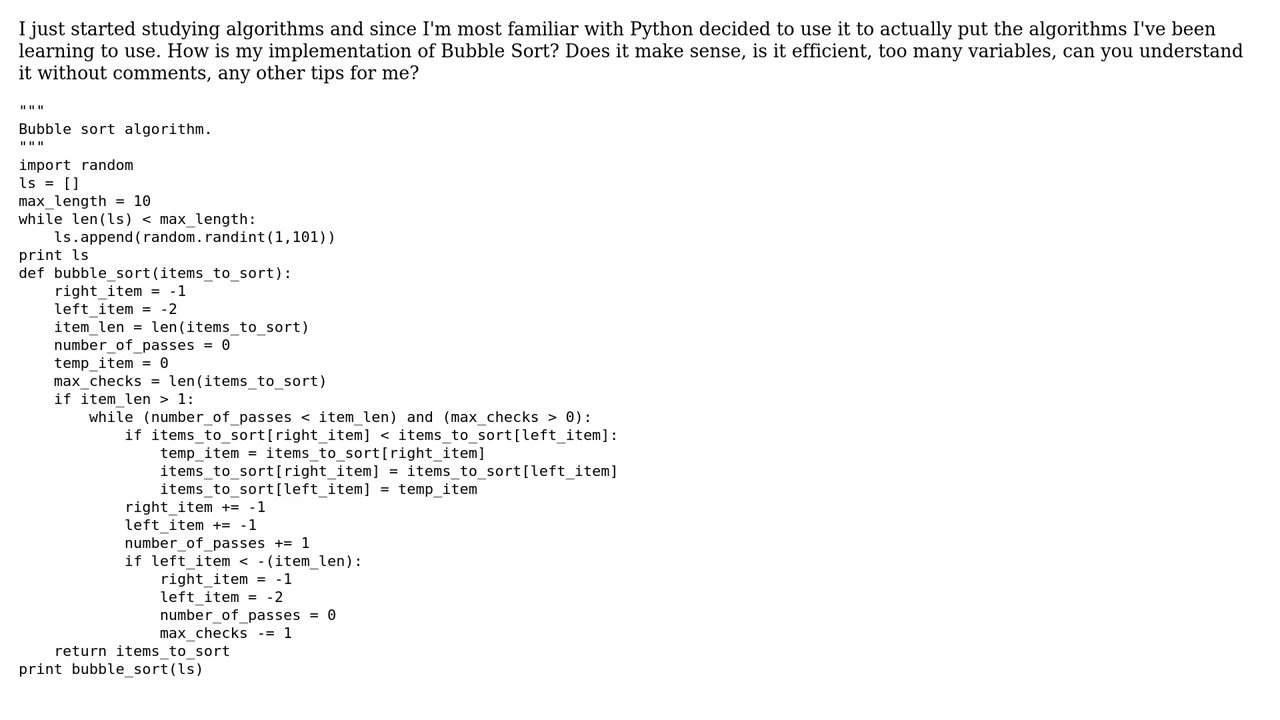 I just started studying algorithms and since I'm most familiar with Python decided to use it to actually put the algorithms I've been
learning to use. How is my implementation of Bubble Sort? Does it make sense, is it efficient, too many variables, can you understand
it without comments, any other tips for me?
"""
Bubble sort algorithm.
"""
import random
ls = []
max_length = 10
while len(ls) < max_length:
    ls.append(random.randint(1,101))
print ls
def bubble_sort(items_to_sort):
    right_item = -1
    left_item = -2
    item_len = len(items_to_sort)
    number_of_passes = 0
    temp_item = 0
    max_checks = len(items_to_sort)
    if item_len > 1:
        while (number_of_passes < item_len) and (max_checks > 0):
            if items_to_sort[right_item] < items_to_sort[left_item]:
                temp_item = items_to_sort[right_item]
                items_to_sort[right_item] = items_to_sort[left_item]
                items_to_sort[left_item] = temp_item
            right_item += -1
            left_item += -1
            number_of_passes += 1
            if left_item < -(item_len):
                right_item = -1
                left_item = -2
                number_of_passes = 0
                max_checks -= 1
    return items_to_sort
print bubble_sort(ls)